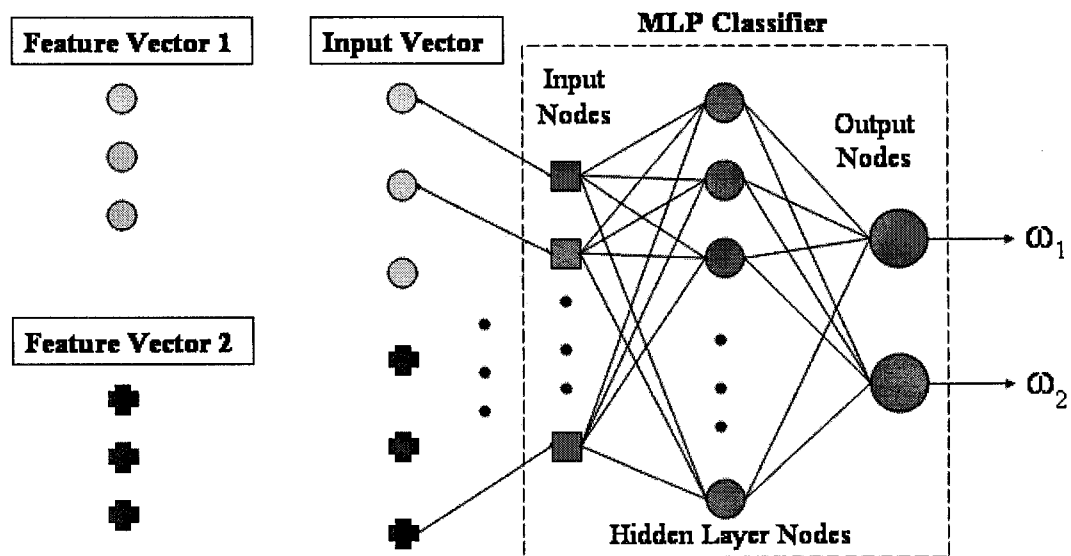 MLP Classifier
Feature Vector 1
Input Vector
Input
Nodes
Output
Nodes
ω1
Feature Vector 2
ω2
Hidden Layer Nodes